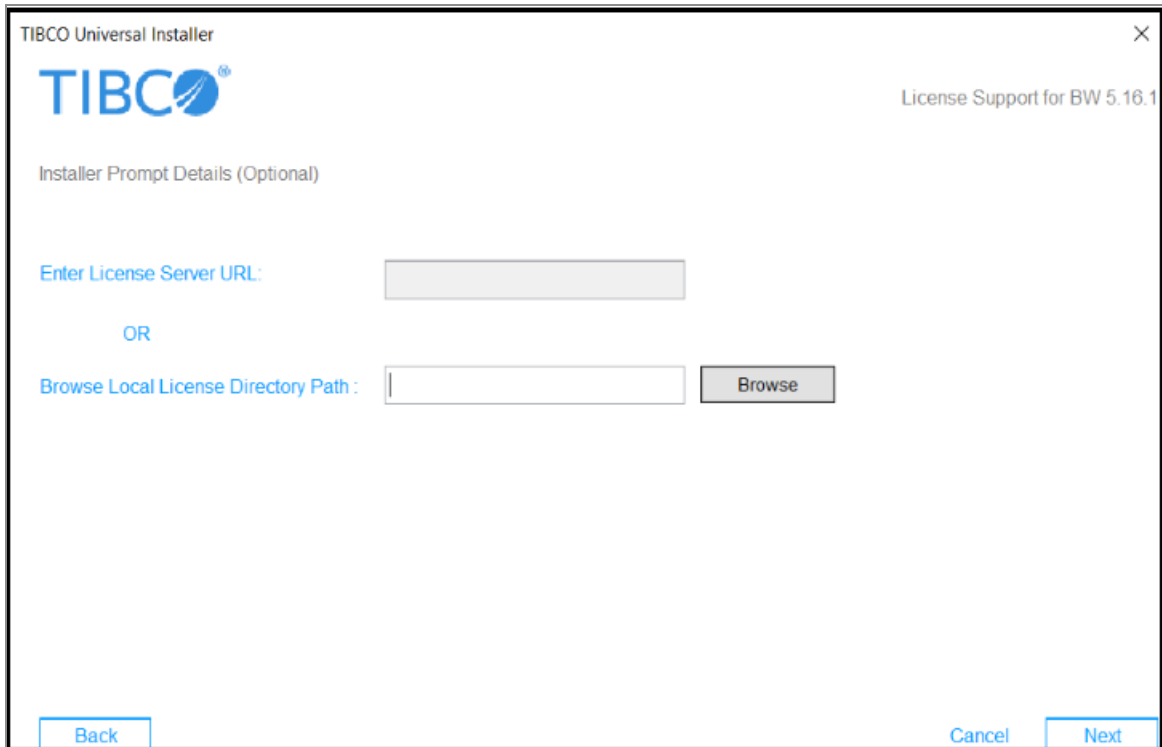 TIBCO Universal Installer
TIBCO®
License Support for BW 5.16.1
Installer Prompt Details (Optional)
Enter License Server URL:
OR
Browse Local License Directory Path :
Browse
Back
Cancel
Next